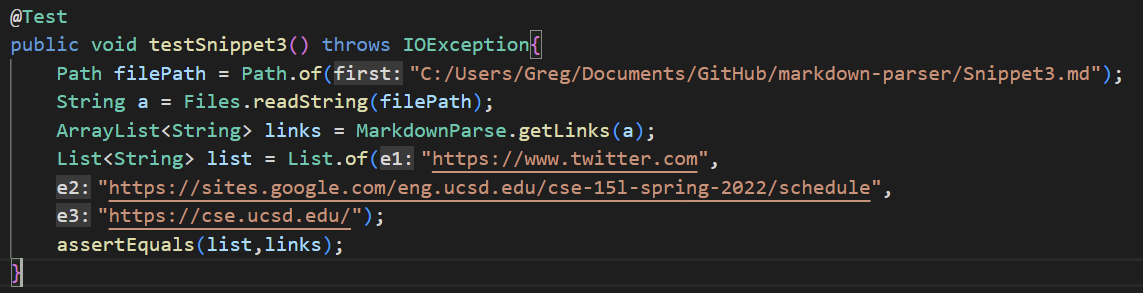 @Test
public void testSnippet3() throws IOException{
    Path filePath = Path.of(first: "C:/Users/Greg/Documents/GitHub/markdown-parser/Snippet3.md");
    String a = Files.readString(filePath);
    ArrayList<String> links = MarkdownParse.getLinks(a);
    List<String> list = List.of(e1: "https://www.twitter.com",
    e2: "https://sites.google.com/eng.ucsd.edu/cse-15l-spring-2022/schedule",
    e3: "https://cse.ucsd.edu/");
    assertEquals(list,links);
}